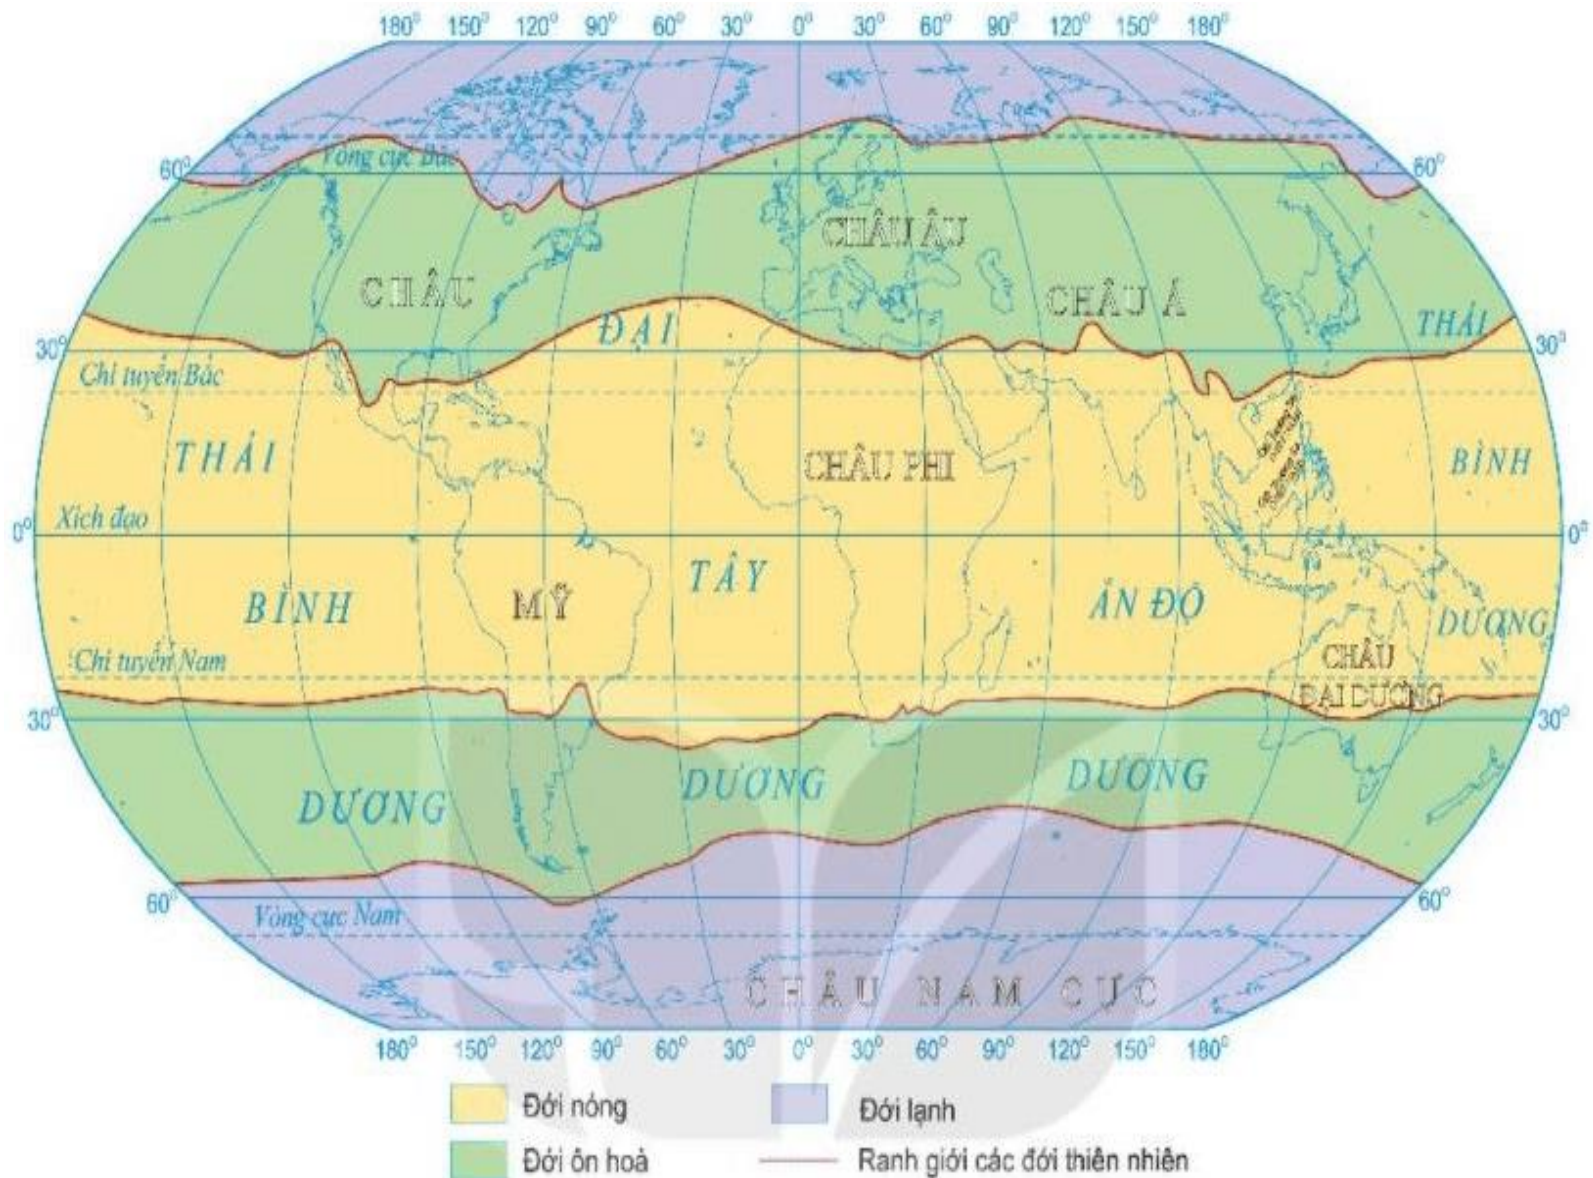 180° 150° 120° 90° 60° 30° 0° 30° 60° 90° 120° 150° 180°
Vòng cực Bắc
60° 60°
CHÂU ÂU
CHÂU
CHÂU Á
ĐẠI
THÁI
30° 30°
Chí tuyến Bắc
THÁI
CHÂU PHI
BÌNH
Xích đạo
0° 0°
TÂY
BÌNH
MỸ
ẤN ĐỘ
DƯƠNG
Chí tuyến Nam
CHÂU
ĐẠI DƯƠNG
30° 30°
DƯƠNG
DƯƠNG
DƯƠNG
60° 60°
Vòng cực Nam
CHÂU NAM CỰC
180° 150° 120° 90° 60° 30° 0° 30° 60° 90° 120° 150° 180°
Đới nóng
Đới lạnh
Đới ôn hoà
Ranh giới các đới thiên nhiên